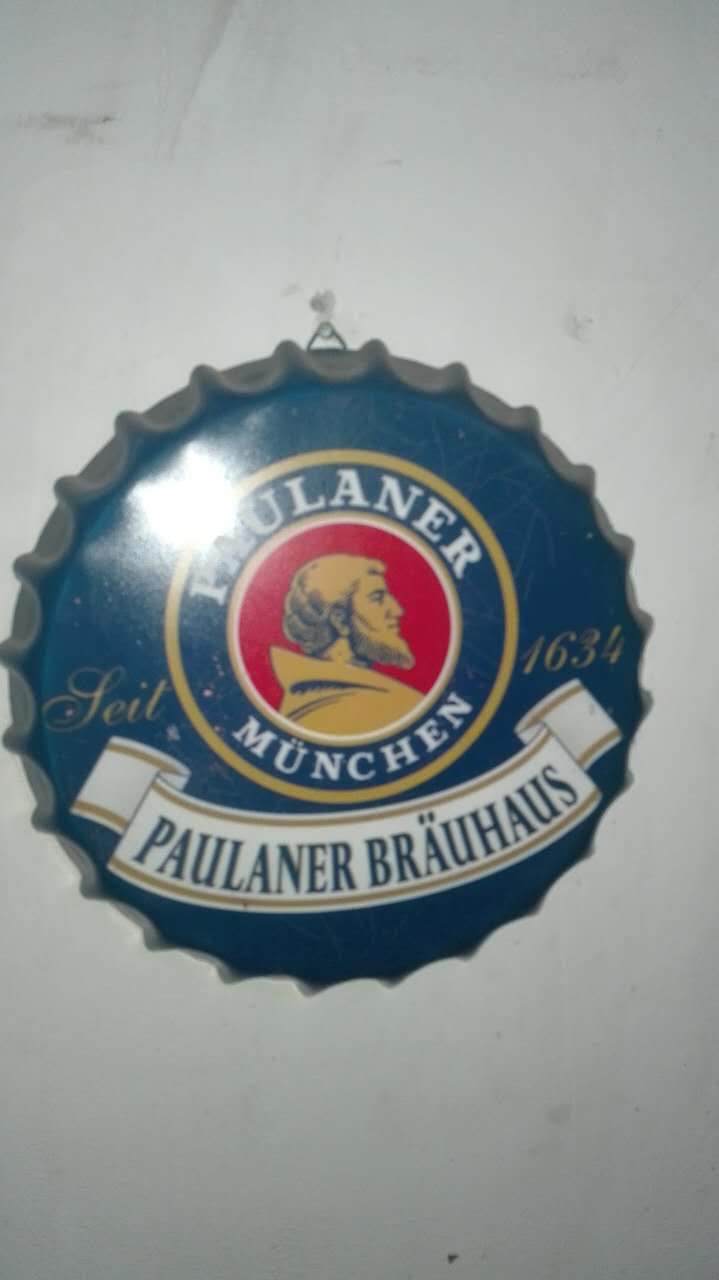 PAULANER
MÜNCHEN
Seit 1634
PAULANER BRÄUHAUS